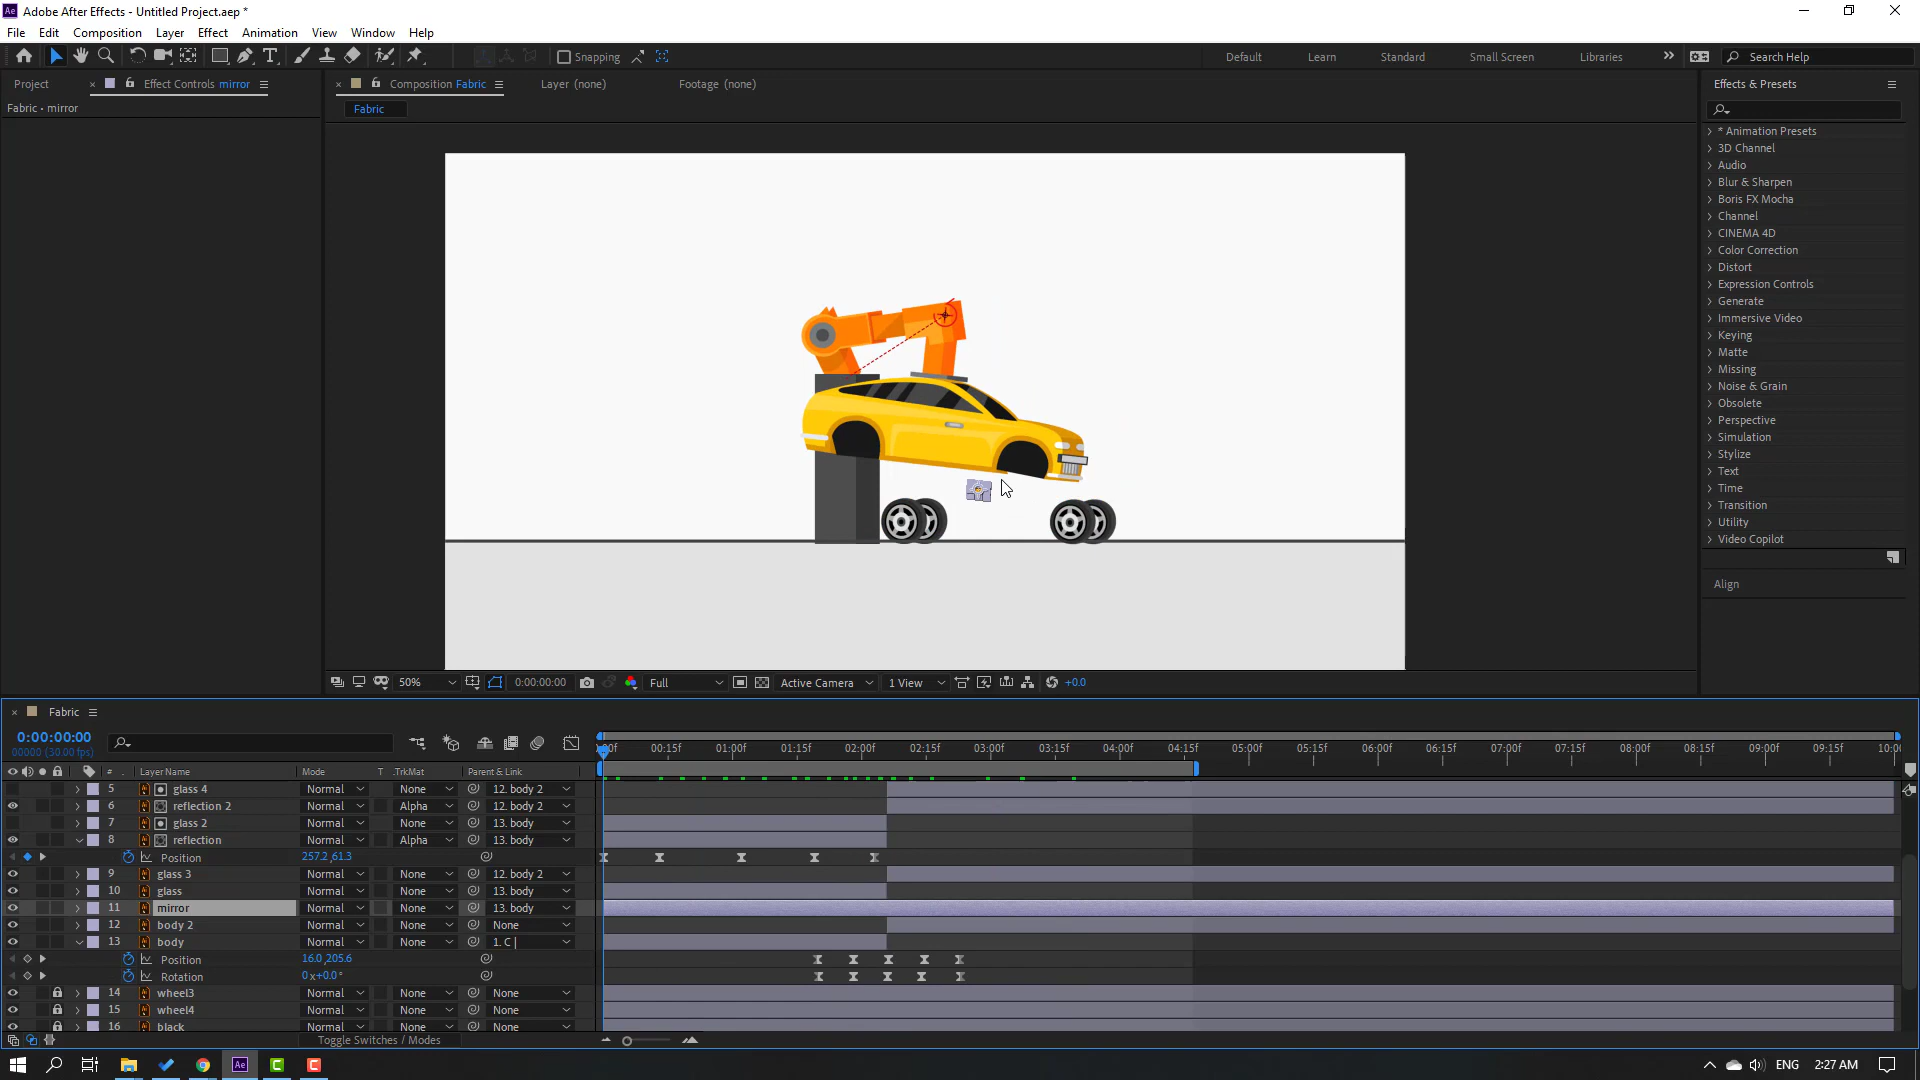 Adobe After Effects - Untitled Project.aep *
File Edit Composition Layer Effect Animation View Window Help
Snapping
Default Learn Standard Small Screen Libraries
Search Help
Project
Effect Controls mirror
Composition Fabric
Layer (none)
Footage (none)
Effects & Presets
Fabric • mirror
Fabric
* Animation Presets
3D Channel
Audio
Blur & Sharpen
Boris FX Mocha
Channel
CINEMA 4D
Color Correction
Distort
Expression Controls
Generate
Immersive Video
Keying
Matte
Missing
Noise & Grain
Obsolete
Perspective
Simulation
Stylize
Text
Time
Transition
Utility
Video Copilot
Align
50% 0:00:00:00 Full Active Camera 1 View +0.0
Fabric
0:00:00:00
00000 (30.00 fps)
00:15f 01:00f 01:15f 02:00f 02:15f 03:00f 03:15f 04:00f 04:15f 05:00f 05:15f 06:00f 06:15f 07:00f 07:15f 08:00f 08:15f 09:00f 09:15f
# Layer Name Mode T .TrkMat Parent & Link
5 glass 4 Normal None 12. body 2
6 reflection 2 Normal Alpha 12. body 2
7 glass 2 Normal None 13. body
8 reflection Normal Alpha 13. body
Position 257.2,61.3
9 glass 3 Normal None 12. body 2
10 glass Normal None 13. body
11 mirror Normal None 13. body
12 body 2 Normal None None
13 body Normal None 1. C |
Position 16.0,205.6
Rotation 0x+0.0°
14 wheel3 Normal None None
15 wheel4 Normal None None
16 black Normal None None
Toggle Switches / Modes
ENG 2:27 AM